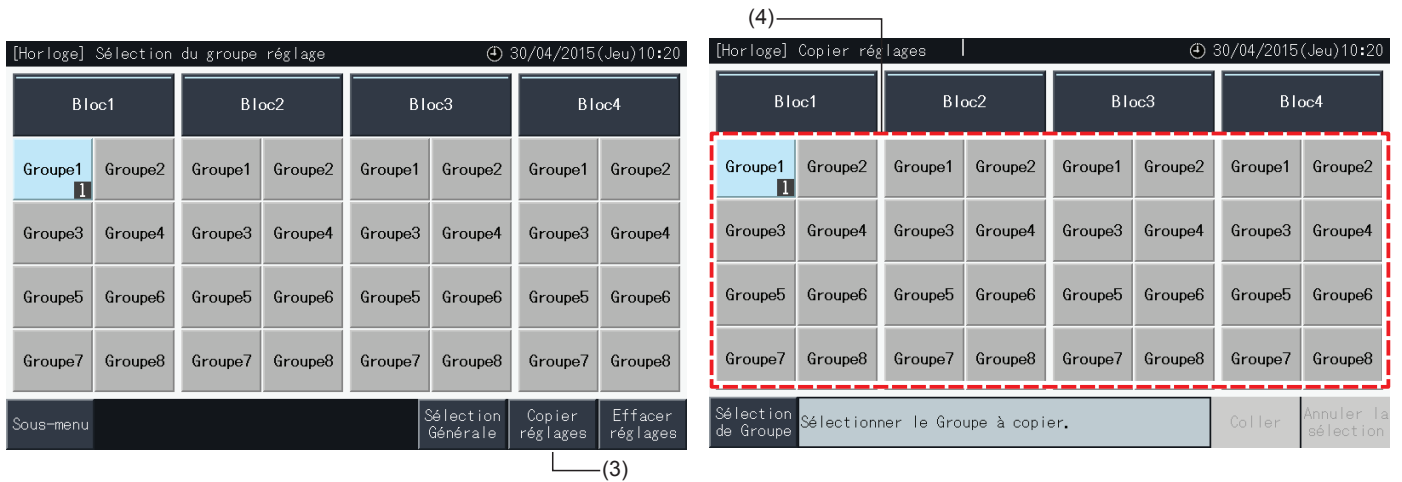 (4)
[Horloge] Sélection du groupe réglage 30/04/2015(Jeu)10:20
Bloc1 Bloc2 Bloc3 Bloc4
Groupe1 Groupe2 Groupe1 Groupe2 Groupe1 Groupe2 Groupe1 Groupe2
1
Groupe3 Groupe4 Groupe3 Groupe4 Groupe3 Groupe4 Groupe3 Groupe4
Groupe5 Groupe6 Groupe5 Groupe6 Groupe5 Groupe6 Groupe5 Groupe6
Groupe7 Groupe8 Groupe7 Groupe8 Groupe7 Groupe8 Groupe7 Groupe8
Sous-menu
Sélection
Générale
Copier
réglages
Effacer
réglages
(3)
[Horloge] Copier réglages 30/04/2015(Jeu)10:20
Bloc1 Bloc2 Bloc3 Bloc4
Groupe1 Groupe2 Groupe1 Groupe2 Groupe1 Groupe2 Groupe1 Groupe2
1
Groupe3 Groupe4 Groupe3 Groupe4 Groupe3 Groupe4 Groupe3 Groupe4
Groupe5 Groupe6 Groupe5 Groupe6 Groupe5 Groupe6 Groupe5 Groupe6
Groupe7 Groupe8 Groupe7 Groupe8 Groupe7 Groupe8 Groupe7 Groupe8
Sélection
de Groupe
Sélectionner le Groupe à copier.
Coller
Annuler la
sélection